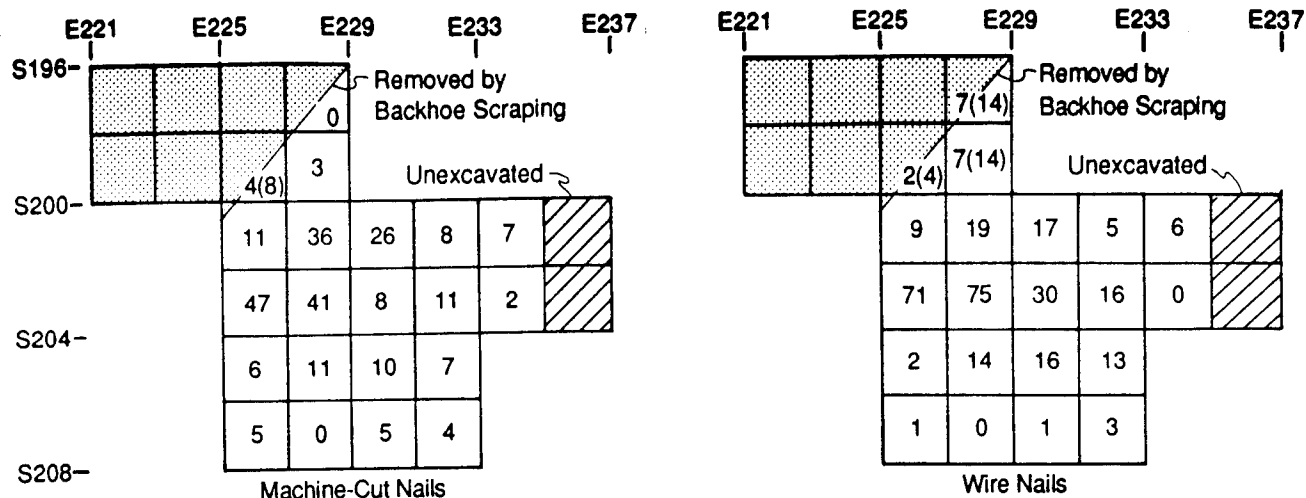 E221 E225 E229 E233 E237
S196
Removed by
Backhoe Scraping
0
4(8) 3
Unexcavated
S200
11 36 26 8 7
47 41 8 11 2
S204
6 11 10 7
5 0 5 4
S208
Machine-Cut Nails
E221 E225 E229 E233 E237
Removed by
Backhoe Scraping
7(14)
2(4) 7(14)
Unexcavated
9 19 17 5 6
71 75 30 16 0
2 14 16 13
1 0 1 3
Wire Nails